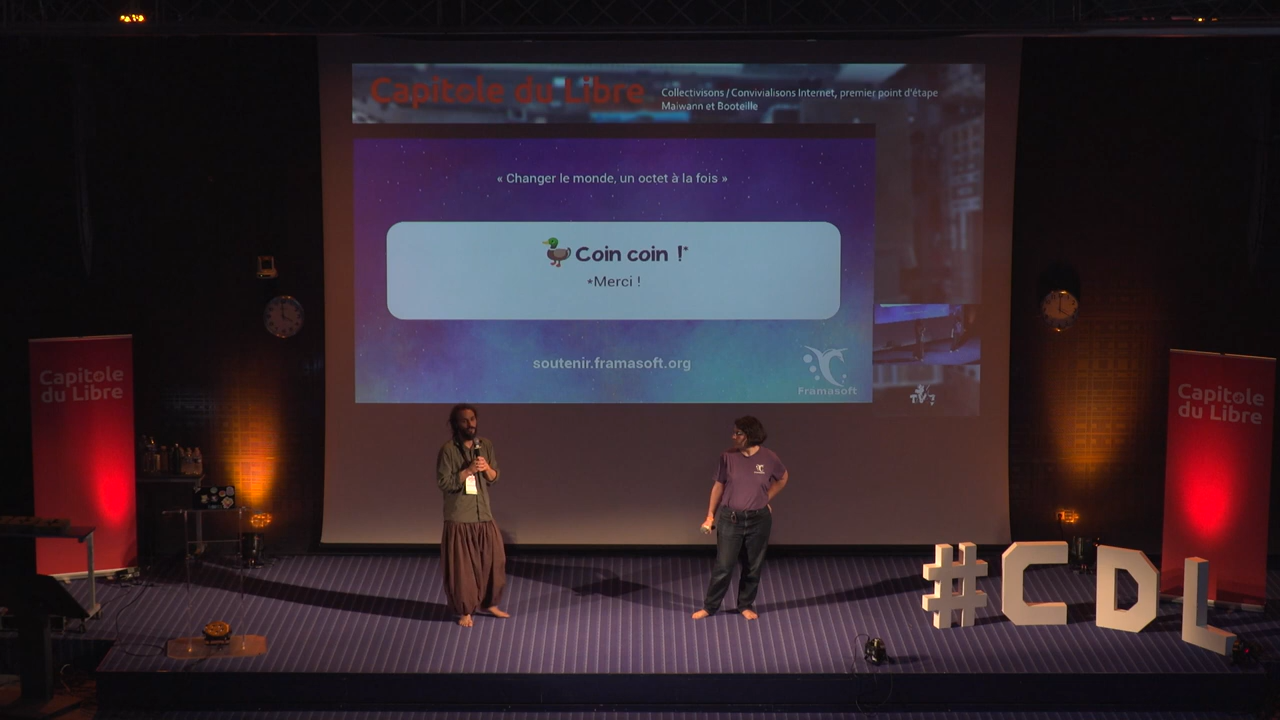 Capitole du Libre
Collectivisons / Convivialisons Internet, premier point d'étape
Maiwann et Booteille
« Changer le monde, un octet à la fois »
Coin coin !*
*Merci !
soutenir.framasoft.org
Framasoft
Capitole
du Libre
Capitole
du Libre
#CDL